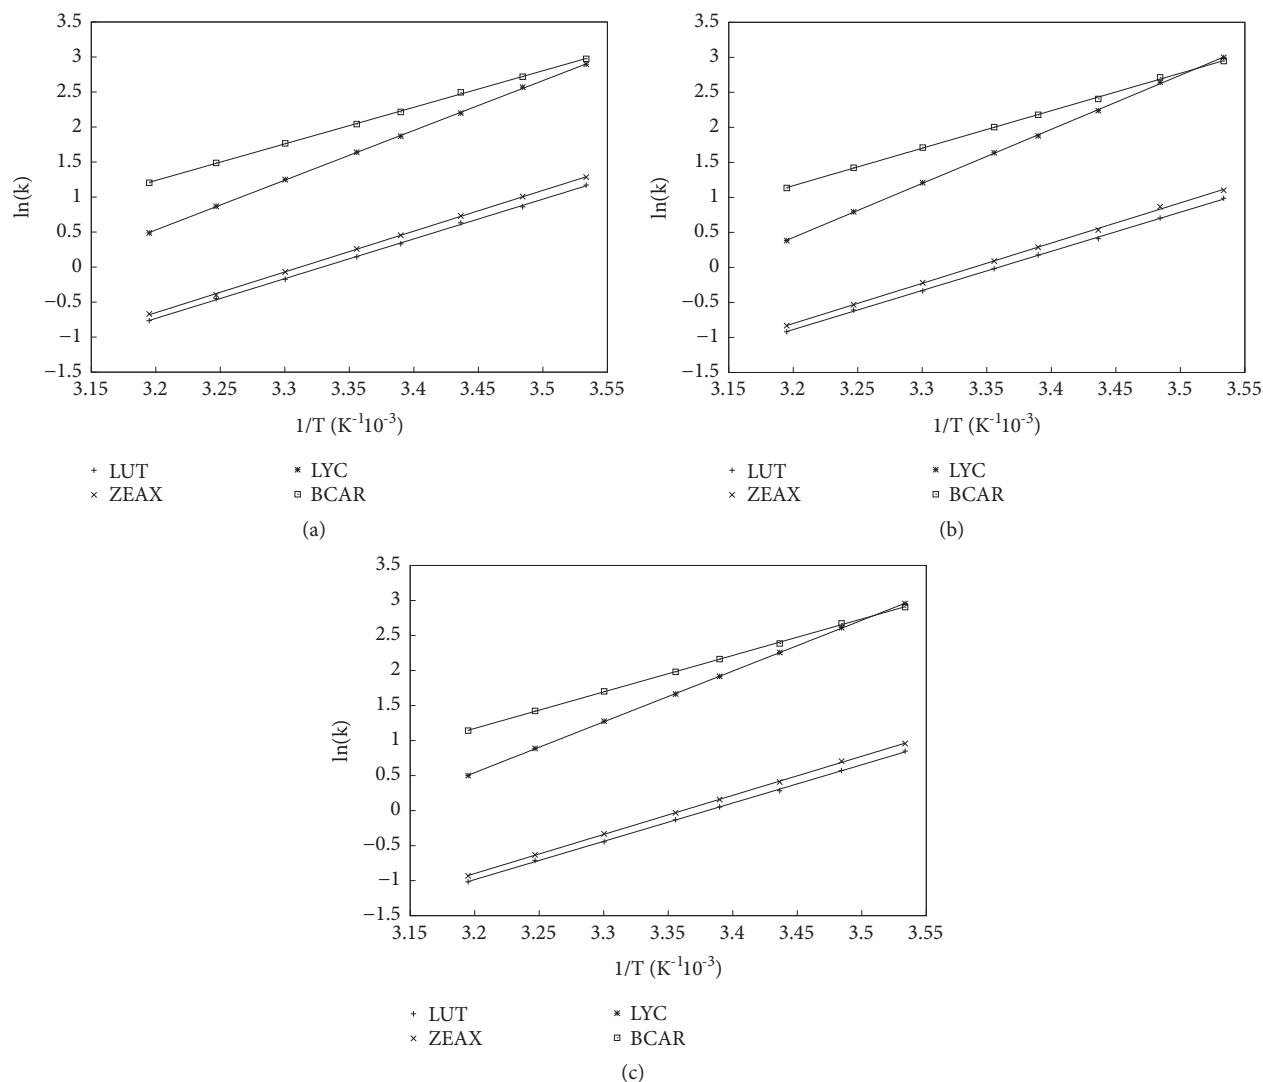 3.5
3
2.5
2
1.5
1
0.5
0
−0.5
−1
−1.5
ln(k)
3.15 3.2 3.25 3.3 3.35 3.4 3.45 3.5 3.55
1/T (K⁻¹10⁻³)
+ LUT
× ZEAX
* LYC
BCAR
(a)
3.5
3
2.5
2
1.5
1
0.5
0
−0.5
−1
−1.5
ln(k)
3.15 3.2 3.25 3.3 3.35 3.4 3.45 3.5 3.55
1/T (K⁻¹10⁻³)
+ LUT
× ZEAX
* LYC
BCAR
(b)
3.5
3
2.5
2
1.5
1
0.5
0
−0.5
−1
−1.5
ln(k)
3.15 3.2 3.25 3.3 3.35 3.4 3.45 3.5 3.55
1/T (K⁻¹10⁻³)
+ LUT
× ZEAX
* LYC
BCAR
(c)